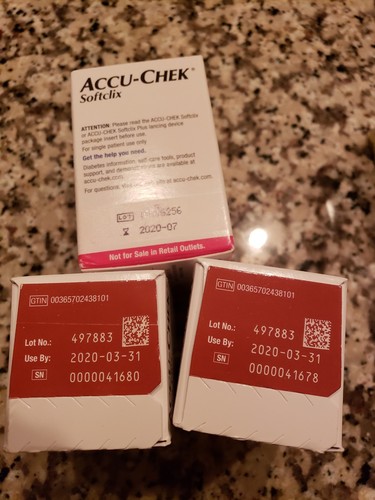 ACCU-CHEK®
Softclix
ATTENTION: Please read the ACCU-CHEK Softclix
or ACCU-CHEK Softclix Plus lancing device
package insert before use.
For single patient use only
Get the help you need.
Diabetes information, self care tools, product
support, and demonstrations are available at
accu-chek.com.
For questions, at accu-chek.com.
LOT
2020-07
Not for Sale in Retail Outlets.
GTIN 00365702438101
Lot No.: 497883
Use By: 2020-03-31
SN 0000041680
GTIN 00365702438101
Lot No.: 497883
Use By: 2020-03-31
SN 0000041678